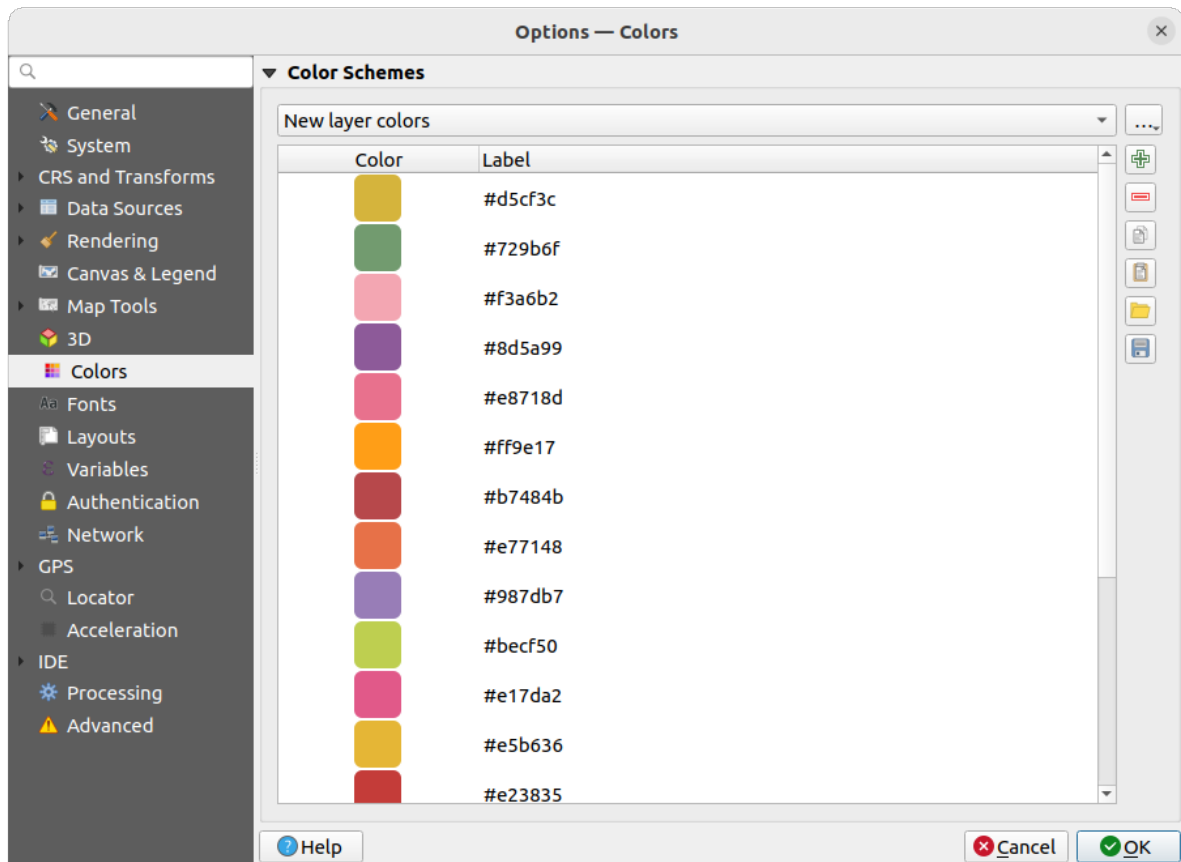 Options — Colors
General
System
CRS and Transforms
Data Sources
Rendering
Canvas & Legend
Map Tools
3D
Colors
Aa Fonts
Layouts
Variables
Authentication
Network
GPS
Locator
Acceleration
IDE
Processing
Advanced
Color Schemes
New layer colors
...
Color Label
#d5cf3c
#729b6f
#f3a6b2
#8d5a99
#e8718d
#ff9e17
#b7484b
#e77148
#987db7
#becf50
#e17da2
#e5b636
#e23835
Help
Cancel
OK